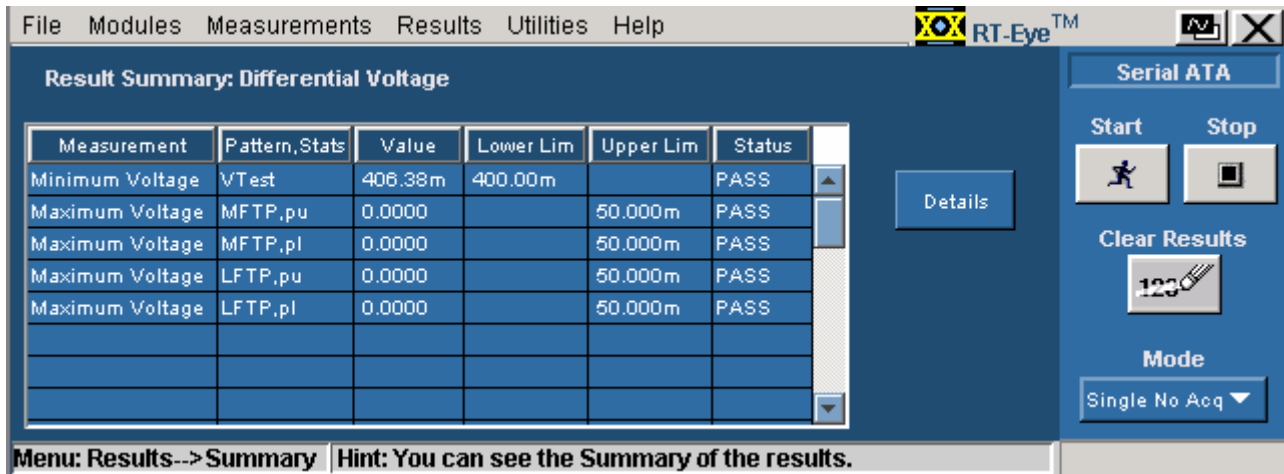 File Modules Measurements Results Utilities Help RT-Eye™
Result Summary: Differential Voltage
Measurement Pattern,Stats Value Lower Lim Upper Lim Status
Minimum Voltage VTest 406.38m 400.00m PASS
Maximum Voltage MFTP,pu 0.0000 50.000m PASS
Maximum Voltage MFTP,pl 0.0000 50.000m PASS
Maximum Voltage LFTP,pu 0.0000 50.000m PASS
Maximum Voltage LFTP,pl 0.0000 50.000m PASS
Details
Serial ATA
Start Stop
Clear Results
123
Mode
Single No Acq
Menu: Results-->Summary Hint: You can see the Summary of the results.